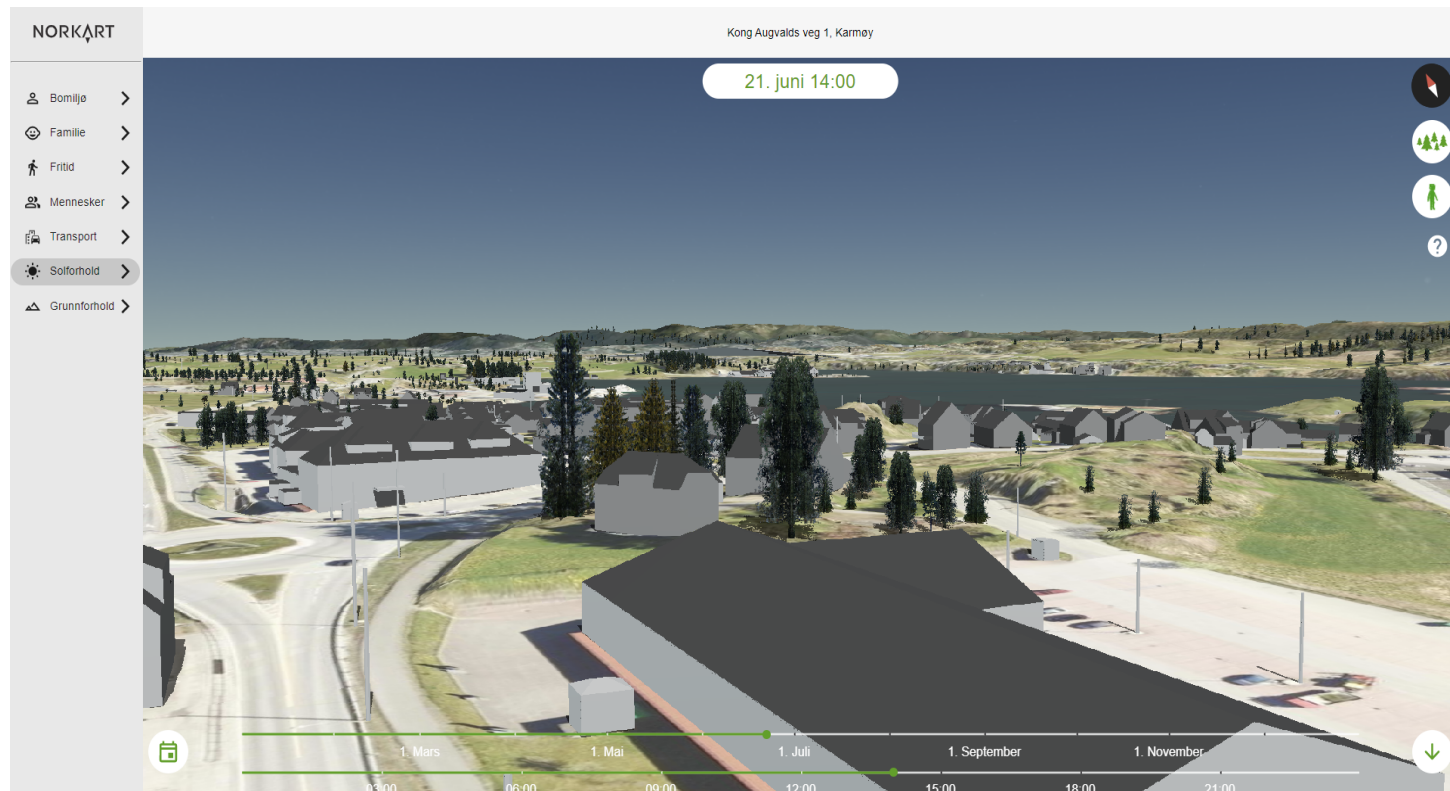 NORKART
Kong Augvalds veg 1, Karmøy
21. juni 14:00
Bomiljø
Familie
Fritid
Mennesker
Transport
Solforhold
Grunnforhold
?
1. Mars 1. Mai 1. Juli 1. September 1. November
03:00 06:00 09:00 12:00 15:00 18:00 21:00